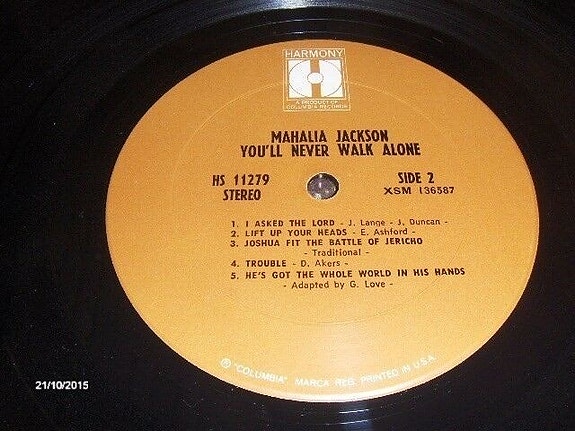 HARMONY
H
A PRODUCT OF
COLUMBIA RECORDS
MAHALIA JACKSON
YOU'LL NEVER WALK ALONE
HS 11279
STEREO
SIDE 2
XSM 136587
1. I ASKED THE LORD - J. Lange - J. Duncan -
2. LIFT UP YOUR HEADS - E. Ashford -
3. JOSHUA FIT THE BATTLE OF JERICHO
- Traditional -
4. TROUBLE - D. Akers -
5. HE'S GOT THE WHOLE WORLD IN HIS HANDS
- Adapted by G. Love -
® "COLUMBIA", MARCA REG. PRINTED IN U.S.A.
21/10/2015